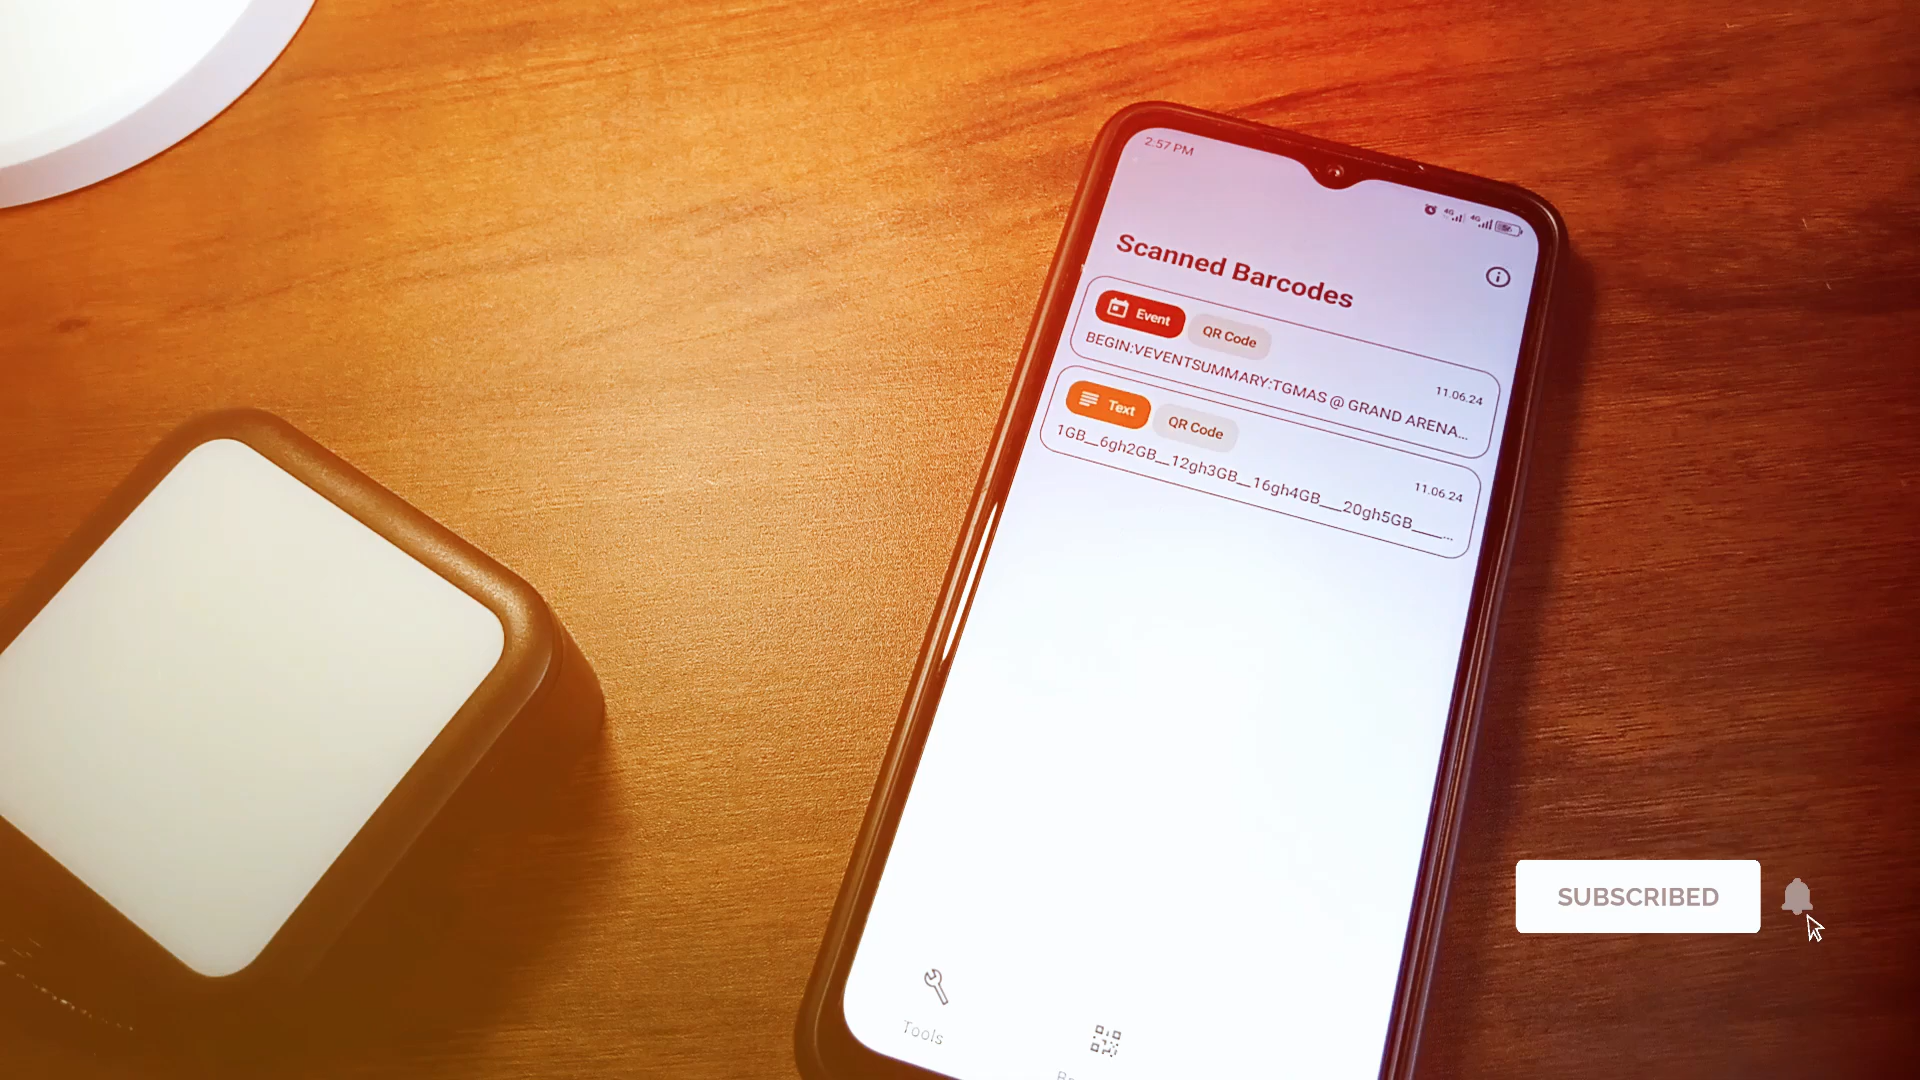 2:57 PM
Scanned Barcodes
Event
QR Code
BEGIN:VEVENTSUMMARY:TGMAS @ GRAND ARENA...
11.06.24
Text
QR Code
1GB__6gh2GB__12gh3GB__16gh4GB___20gh5GB____...
11.06.24
Tools
SUBSCRIBED